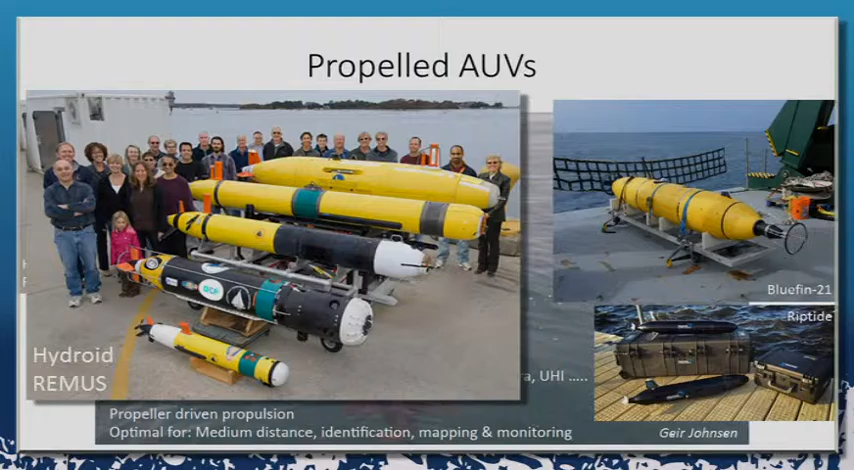 Propelled AUVs
Hydroid
REMUS
Bluefin-21
Riptide
UHI .....
Propeller driven propulsion
Optimal for: Medium distance, identification, mapping & monitoring
Geir Johnsen